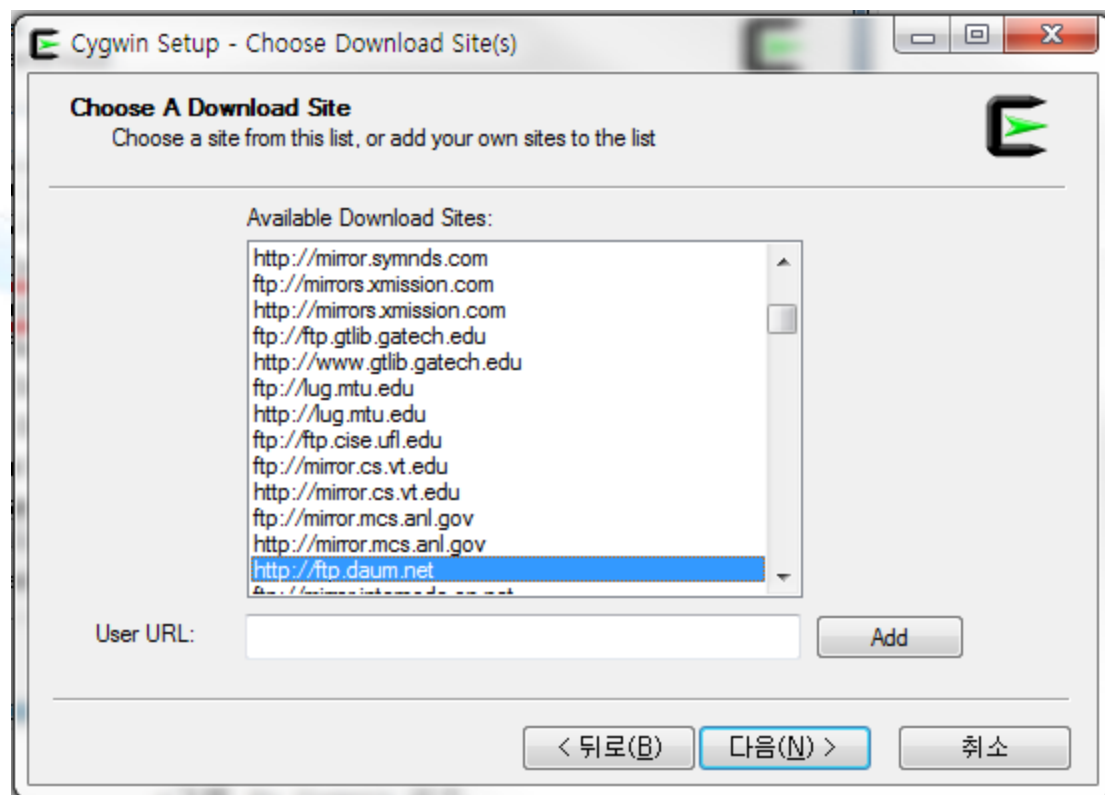 Cygwin Setup - Choose Download Site(s)
Choose A Download Site
Choose a site from this list, or add your own sites to the list
Available Download Sites:
http://mirror.symnds.com
ftp://mirrors.xmission.com
http://mirrors.xmission.com
ftp://ftp.gtlib.gatech.edu
http://www.gtlib.gatech.edu
ftp://lug.mtu.edu
http://lug.mtu.edu
ftp://ftp.cise.ufl.edu
ftp://mirror.cs.vt.edu
http://mirror.cs.vt.edu
ftp://mirror.mcs.anl.gov
http://mirror.mcs.anl.gov
http://ftp.daum.net
User URL:
Add
< 뒤로(B) 다음(N) > 취소